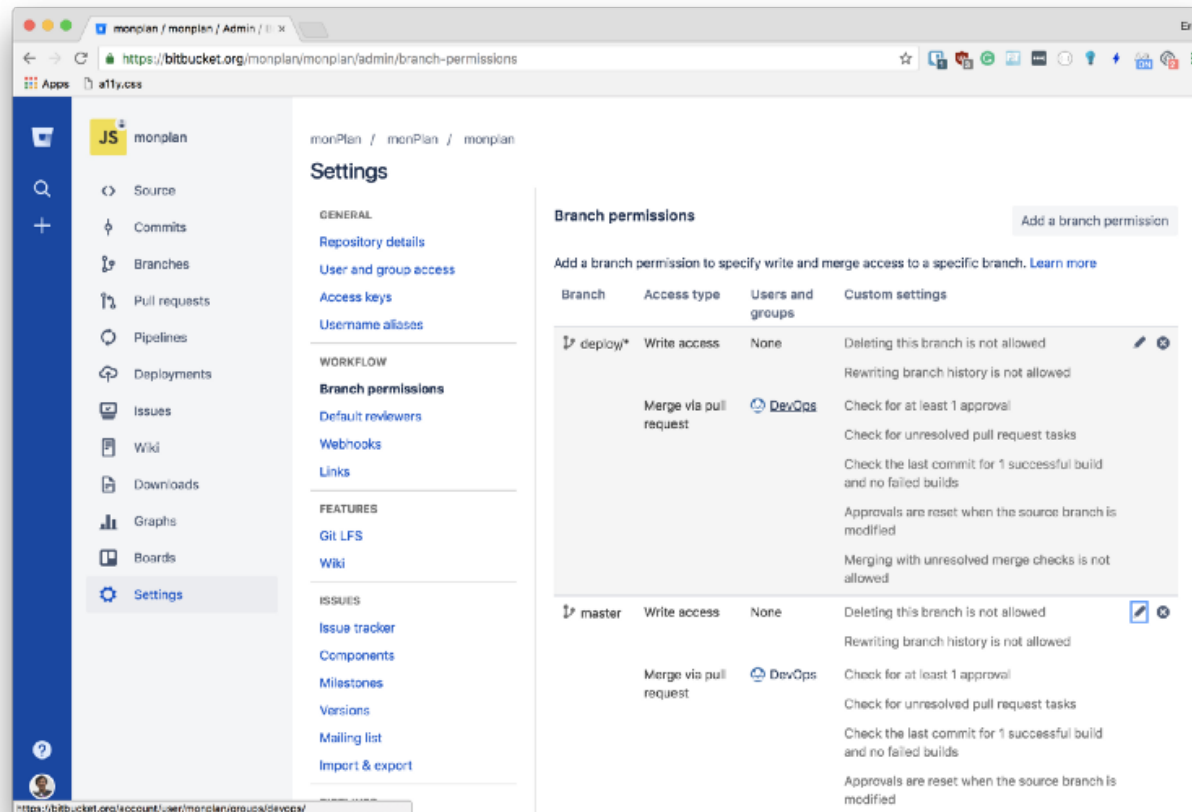 monplan / monplan / Admin / B
Er
https://bitbucket.org/monplan/monplan/admin/branch-permissions
Apps
a11y.css
JS
monplan
Source
Commits
Branches
Pull requests
Pipelines
Deployments
Issues
Wiki
Downloads
Graphs
Boards
Settings
monPlan / monPlan / monplan
Settings
GENERAL
Repository details
User and group access
Access keys
Username aliases
WORKFLOW
Branch permissions
Default reviewers
Webhooks
Links
FEATURES
Git LFS
Wiki
ISSUES
Issue tracker
Components
Milestones
Versions
Mailing list
Import & export
Branch permissions
Add a branch permission
Add a branch permission to specify write and merge access to a specific branch. Learn more
Branch
Access type
Users and
groups
Custom settings
deploy/*
Write access
None
Deleting this branch is not allowed
Rewriting branch history is not allowed
Merge via pull
request
DevOps
Check for at least 1 approval
Check for unresolved pull request tasks
Check the last commit for 1 successful build
and no failed builds
Approvals are reset when the source branch is
modified
Merging with unresolved merge checks is not
allowed
master
Write access
None
Deleting this branch is not allowed
Rewriting branch history is not allowed
Merge via pull
request
DevOps
Check for at least 1 approval
Check for unresolved pull request tasks
Check the last commit for 1 successful build
and no failed builds
Approvals are reset when the source branch is
modified
https://bitbucket.org/account/user/monplan/groups/devops/